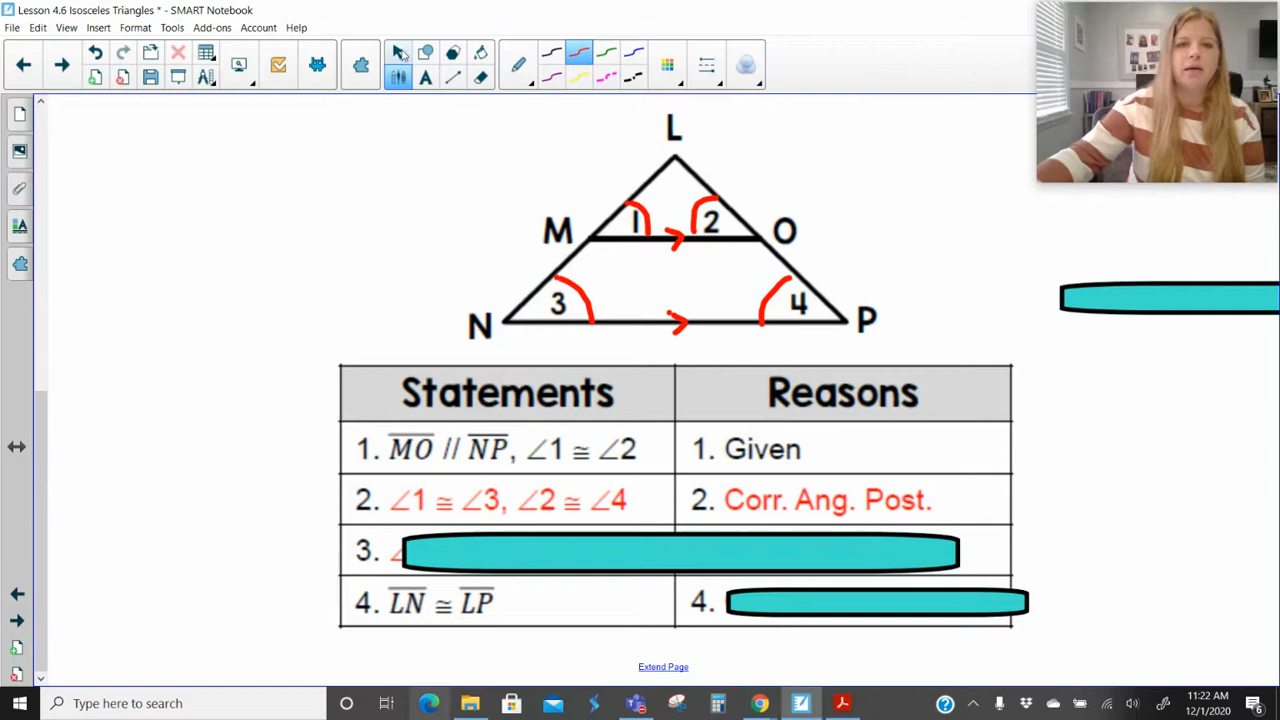 Lesson 4.6 Isosceles Triangles * - SMART Notebook
File Edit View Insert Format Tools Add-ons Account Help
L
M 1 2 O
N 3 4 P
Statements Reasons
1. MO // NP, ∠1 ≅ ∠2 1. Given
2. ∠1 ≅ ∠3, ∠2 ≅ ∠4 2. Corr. Ang. Post.
3. ∠
4. LN ≅ LP 4.
Extend Page
Type here to search
11:22 AM
12/1/2020
6